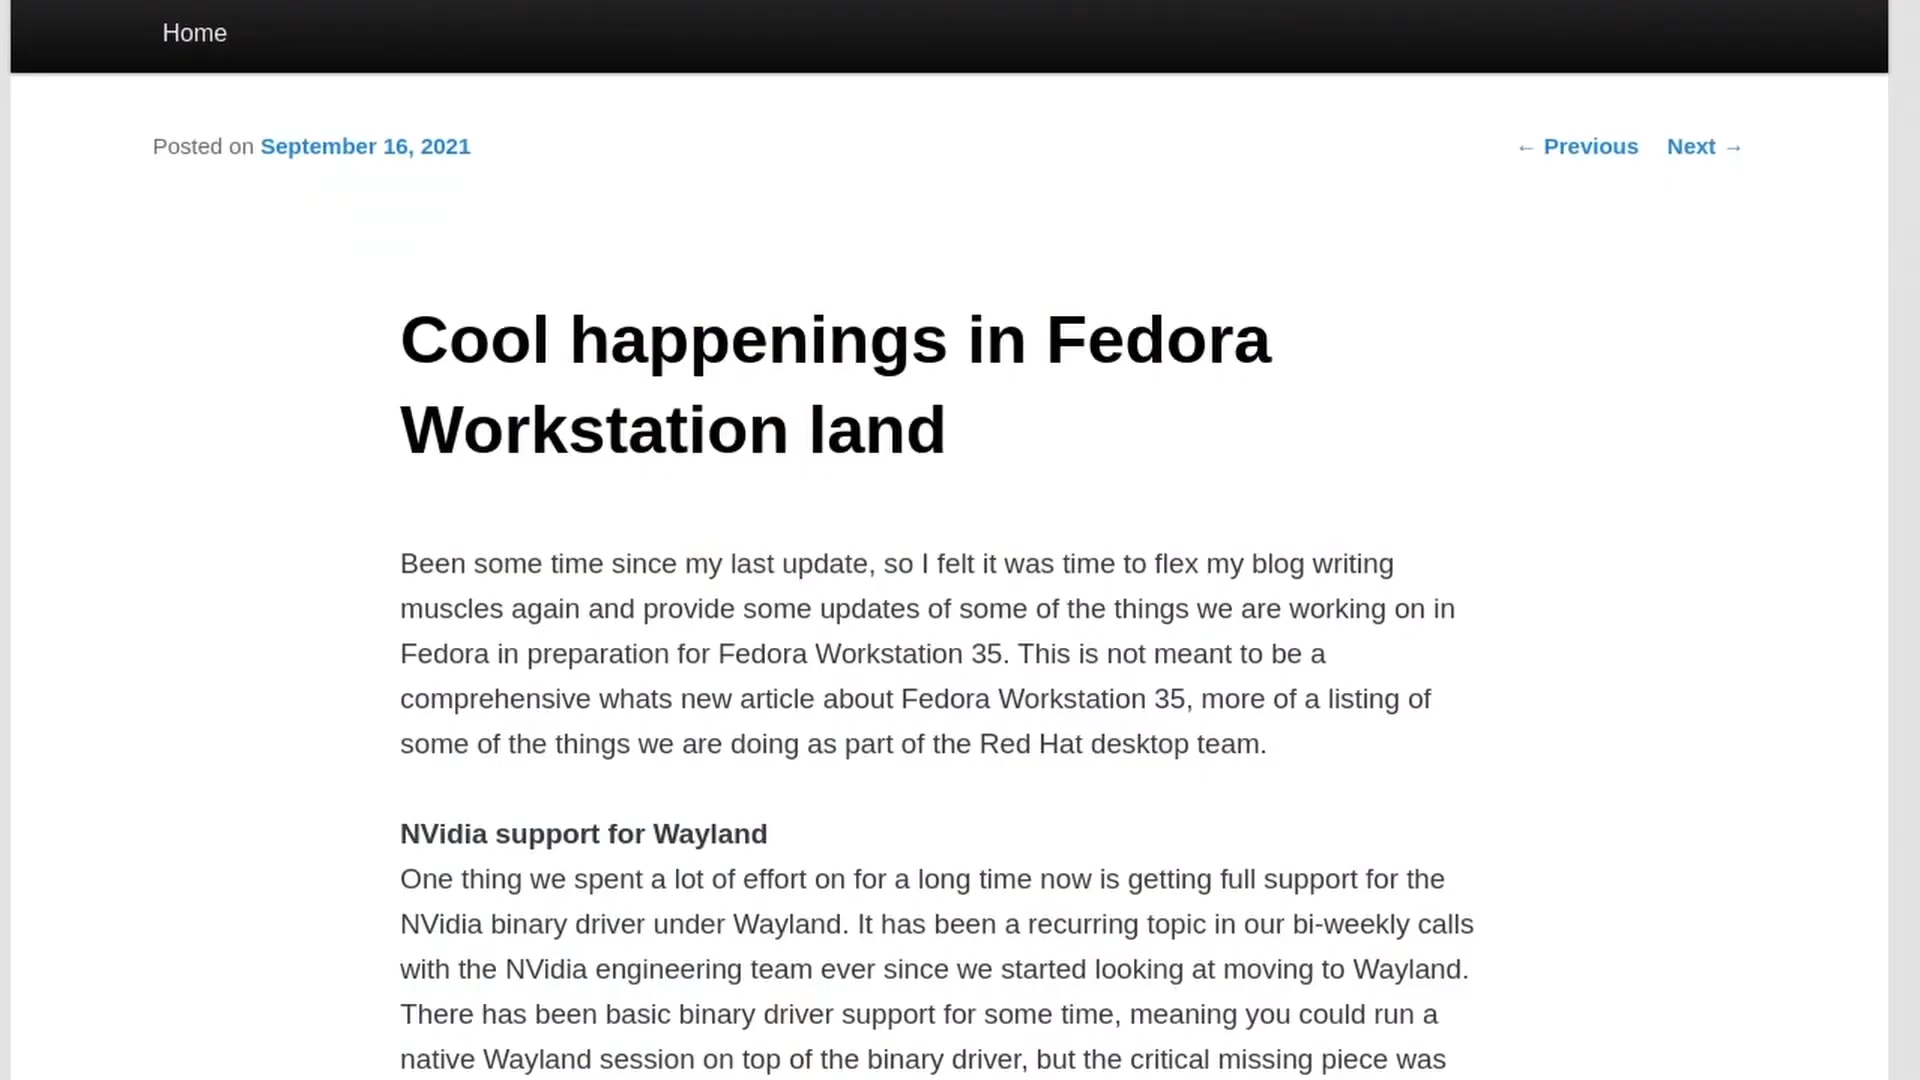 Home
Posted on September 16, 2021
← Previous Next →
Cool happenings in Fedora
Workstation land
Been some time since my last update, so I felt it was time to flex my blog writing
muscles again and provide some updates of some of the things we are working on in
Fedora in preparation for Fedora Workstation 35. This is not meant to be a
comprehensive whats new article about Fedora Workstation 35, more of a listing of
some of the things we are doing as part of the Red Hat desktop team.
NVidia support for Wayland
One thing we spent a lot of effort on for a long time now is getting full support for the
NVidia binary driver under Wayland. It has been a recurring topic in our bi-weekly calls
with the NVidia engineering team ever since we started looking at moving to Wayland.
There has been basic binary driver support for some time, meaning you could run a
native Wayland session on top of the binary driver, but the critical missing piece was